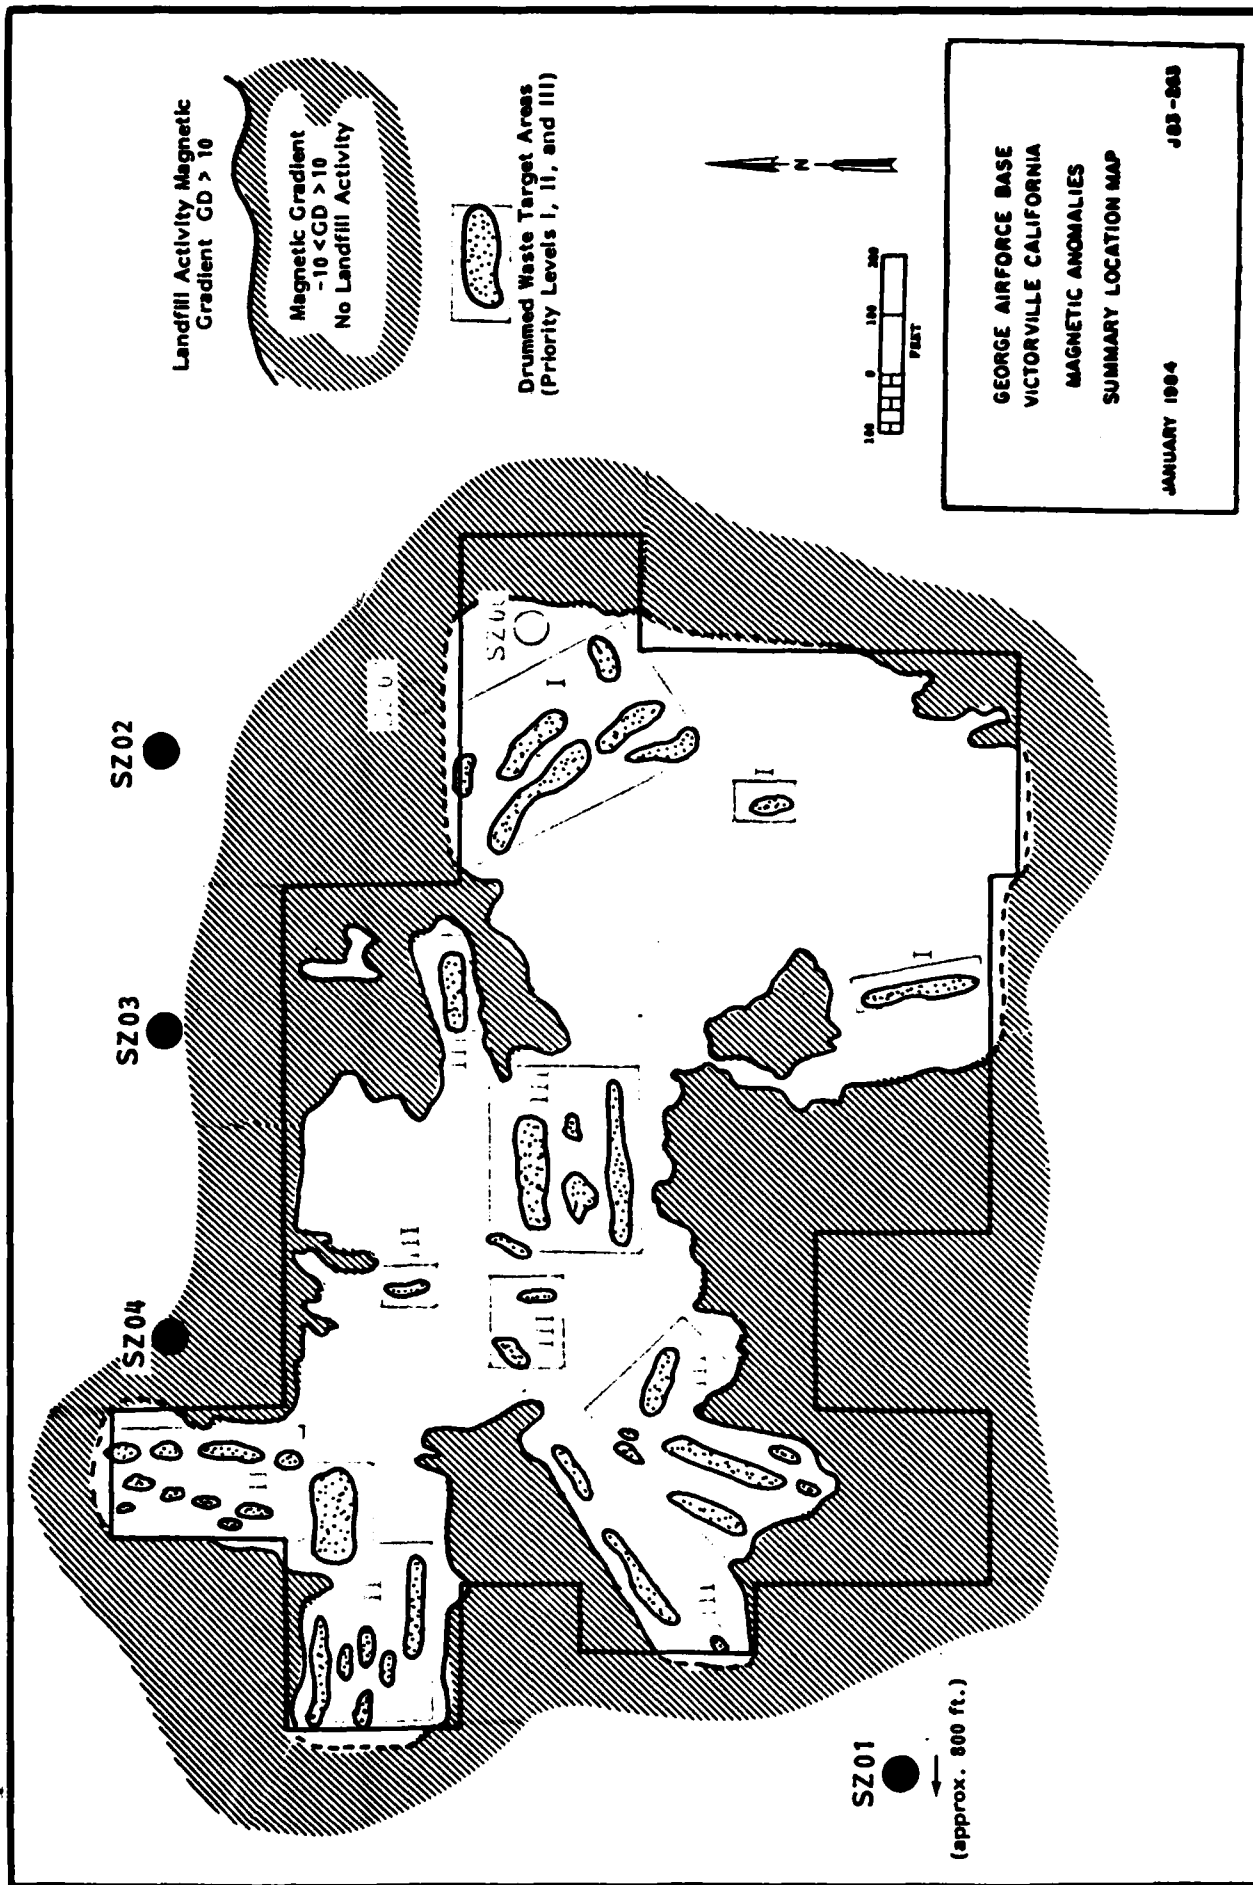 Landfill Activity Magnetic
Gradient GD > 10
Magnetic Gradient
-10 <GD > 10
No Landfill Activity
Drummed Waste Target Areas
(Priority Levels I, II, and III)
N
100 0 100 200
FEET
GEORGE AIRFORCE BASE
VICTORVILLE CALIFORNIA
MAGNETIC ANOMALIES
SUMMARY LOCATION MAP
JANUARY 1984
SZ04
SZ03
SZ02
I
I
I
II
II
III
III
III
III
SZ01
(approx. 800 ft.)